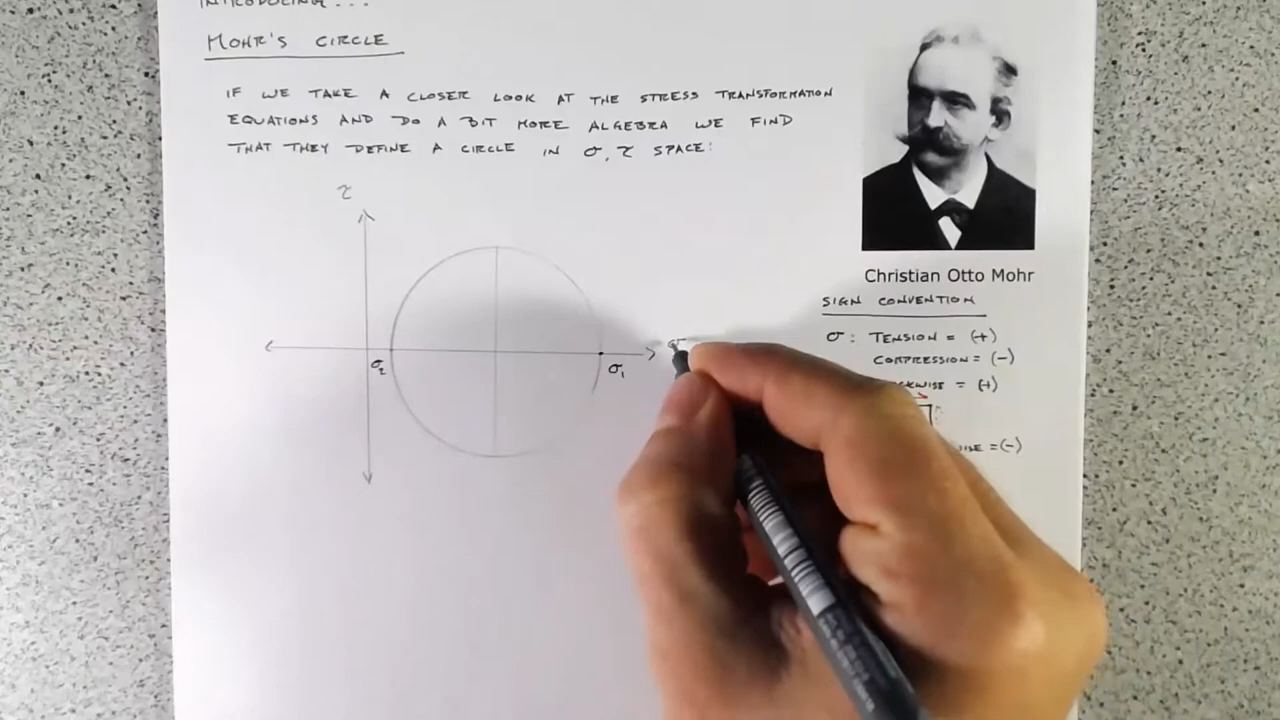 INTRODUCING...
MOHR'S CIRCLE
IF WE TAKE A CLOSER LOOK AT THE STRESS TRANSFORMATION
EQUATIONS AND DO A BIT MORE ALGEBRA WE FIND
THAT THEY DEFINE A CIRCLE IN σ, τ SPACE:
τ
σ₂
σ₁
σ
Christian Otto Mohr
SIGN CONVENTION
σ: TENSION = (+)
COMPRESSION = (-)
= (+)
= (-)